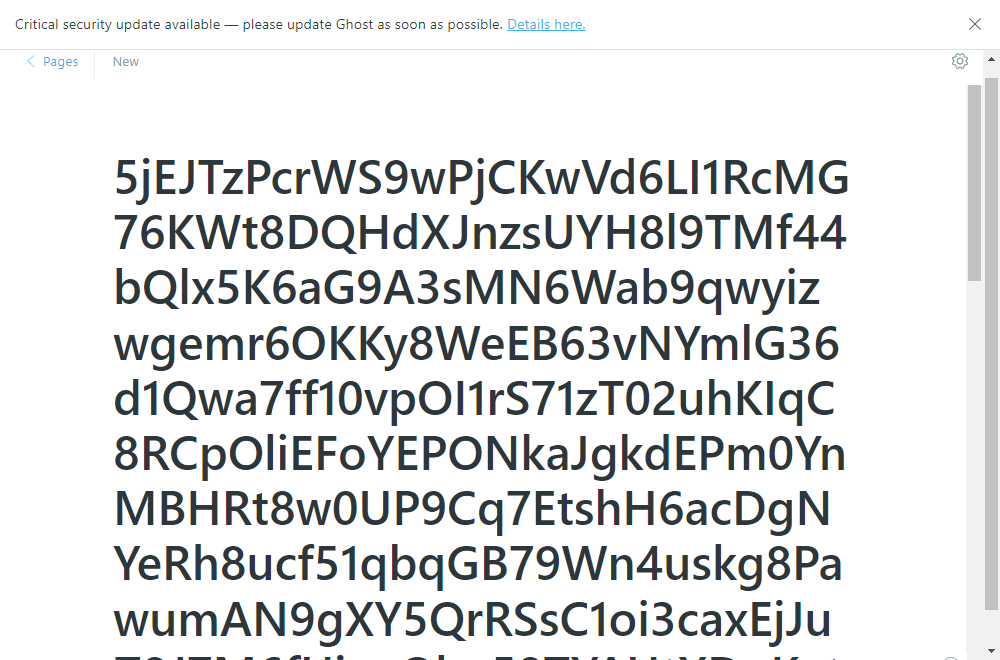 Critical security update available — please update Ghost as soon as possible. Details here.
Pages
New
5jEJTzPcrWS9wPjCKwVd6LI1RcMG
76KWt8DQHdXJnzsUYH8l9TMf44
bQlx5K6aG9A3sMN6Wab9qwyiz
wgemr6OKKy8WeEB63vNYmlG36
d1Qwa7ff10vpOI1rS71zT02uhKIqC
8RCpOliEFoYEPONkaJgkdEPm0Yn
MBHRt8w0UP9Cq7EtshH6acDgN
YeRh8ucf51qbqGB79Wn4uskg8Pa
wumAN9gXY5QrRSsC1oi3caxEjJu